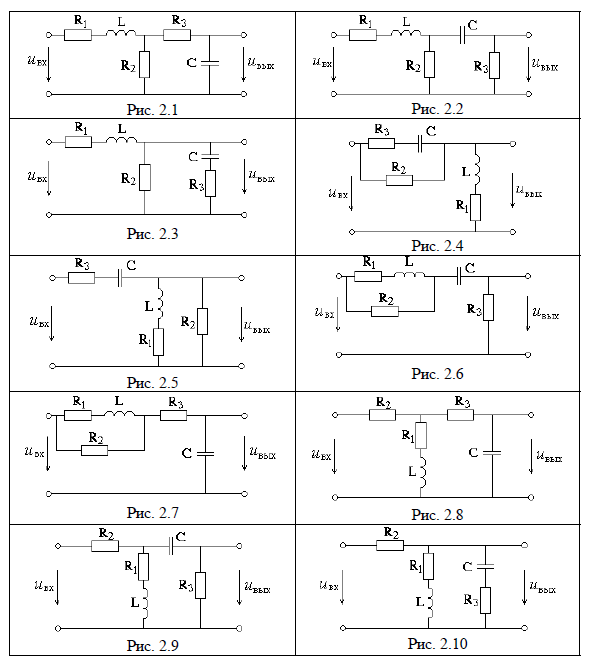 R1 L R3
R2 C
uвх uвых
Рис. 2.1
R1 L C
R2 R3
uвх uвых
Рис. 2.2
R1 L
C
R2 R3
uвх uвых
Рис. 2.3
R3 C
R2
L
uвх uвых
R1
Рис. 2.4
R3 C
L
uвх R2 uвых
R1
Рис. 2.5
R1 L C
R2
R3
uвх uвых
Рис. 2.6
R1 L R3
R2
uвх C uвых
Рис. 2.7
R2 R3
R1
uвх C uвых
L
Рис. 2.8
R2 C
R1
uвх R3 uвых
L
Рис. 2.9
R2
R1 C
uвх uвых
L R3
Рис. 2.10